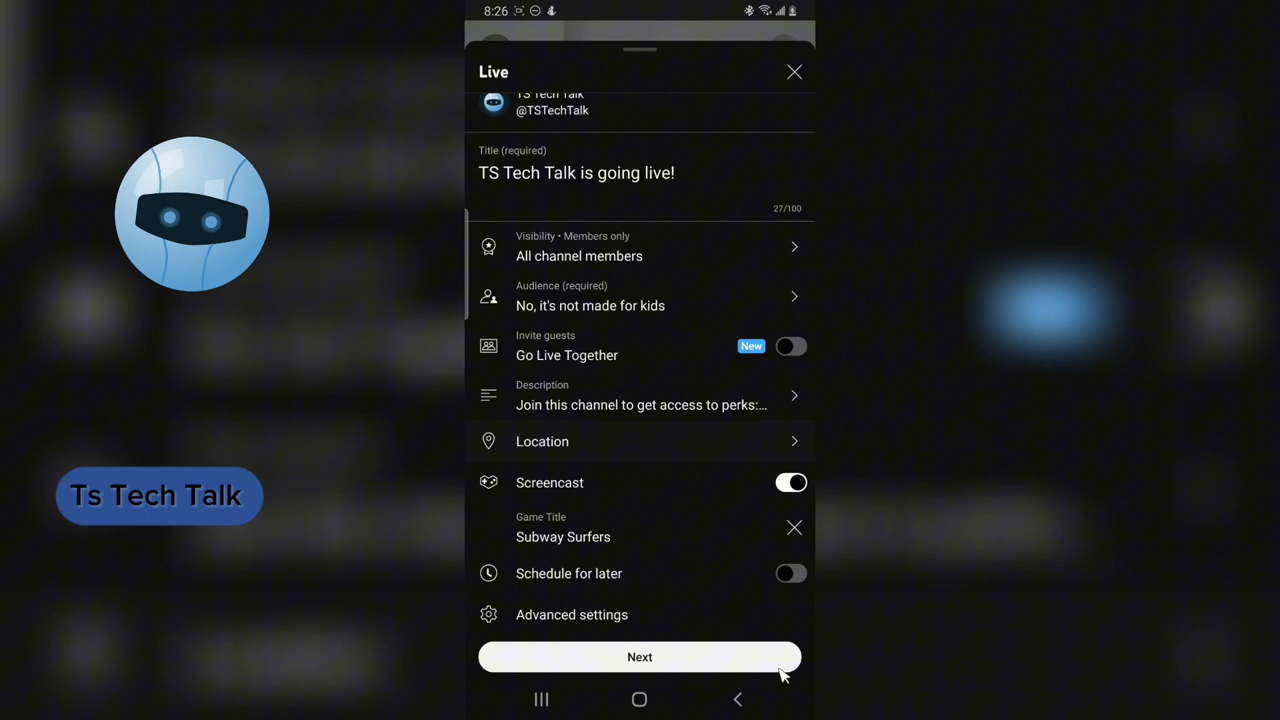 8:26
Live
TS Tech Talk
@TSTechTalk
Title (required)
TS Tech Talk is going live!
27/100
Visibility • Members only
All channel members
Audience (required)
No, it's not made for kids
Invite guests
Go Live Together
New
Description
Join this channel to get access to perks:...
Location
Screencast
Game Title
Subway Surfers
Schedule for later
Advanced settings
Next
Ts Tech Talk